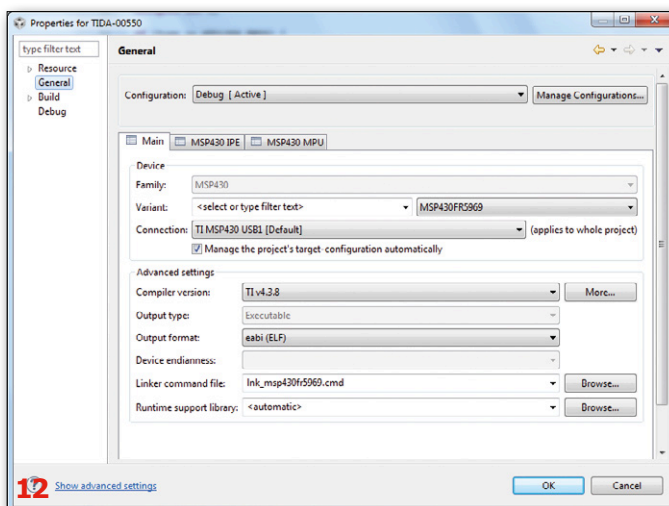 Properties for TIDA-00550
type filter text
General
Resource
General
Build
Debug
Configuration: Debug [ Active ] Manage Configurations...
Main MSP430 IPE MSP430 MPU
Device
Family: MSP430
Variant: <select or type filter text> MSP430FR5969
Connection: TI MSP430 USB1 [Default] (applies to whole project)
Manage the project's target-configuration automatically
Advanced settings
Compiler version: TI v4.3.8 More...
Output type: Executable
Output format: eabi (ELF)
Device endianness:
Linker command file: lnk_msp430fr5969.cmd Browse...
Runtime support library: <automatic> Browse...
12 Show advanced settings OK Cancel